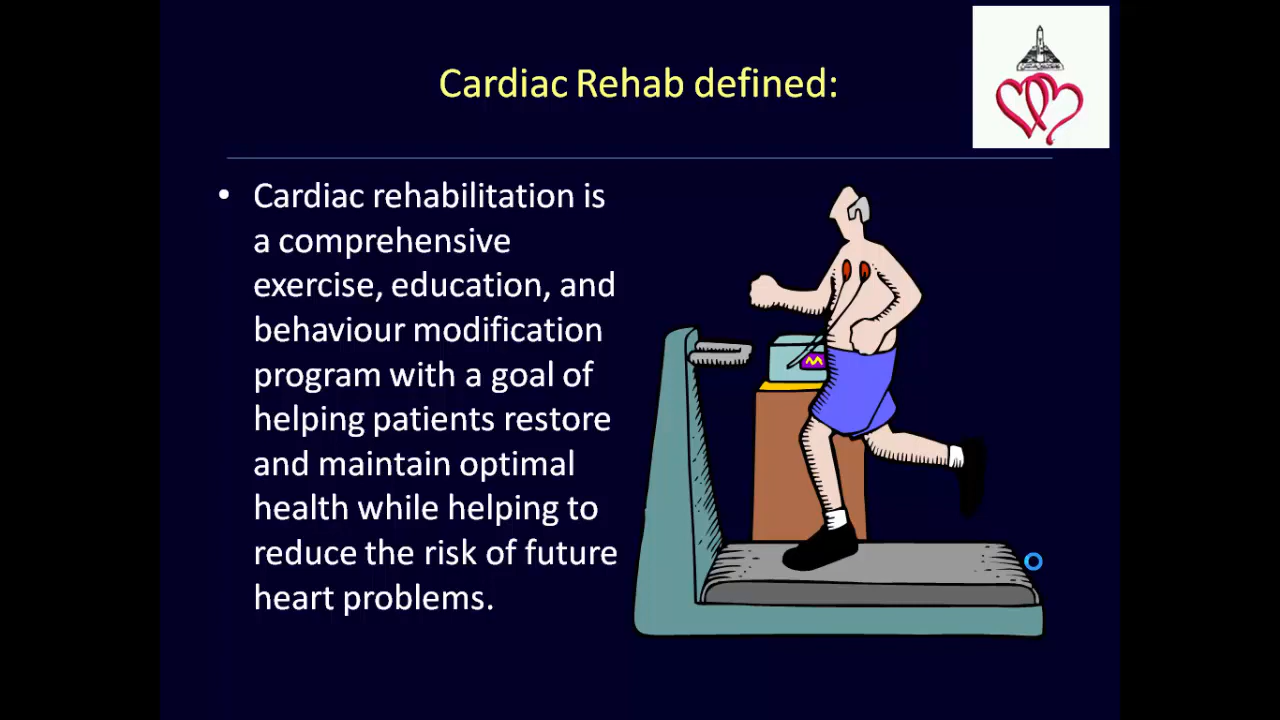 Cardiac Rehab defined:
• Cardiac rehabilitation is
a comprehensive
exercise, education, and
behaviour modification
program with a goal of
helping patients restore
and maintain optimal
health while helping to
reduce the risk of future
heart problems.